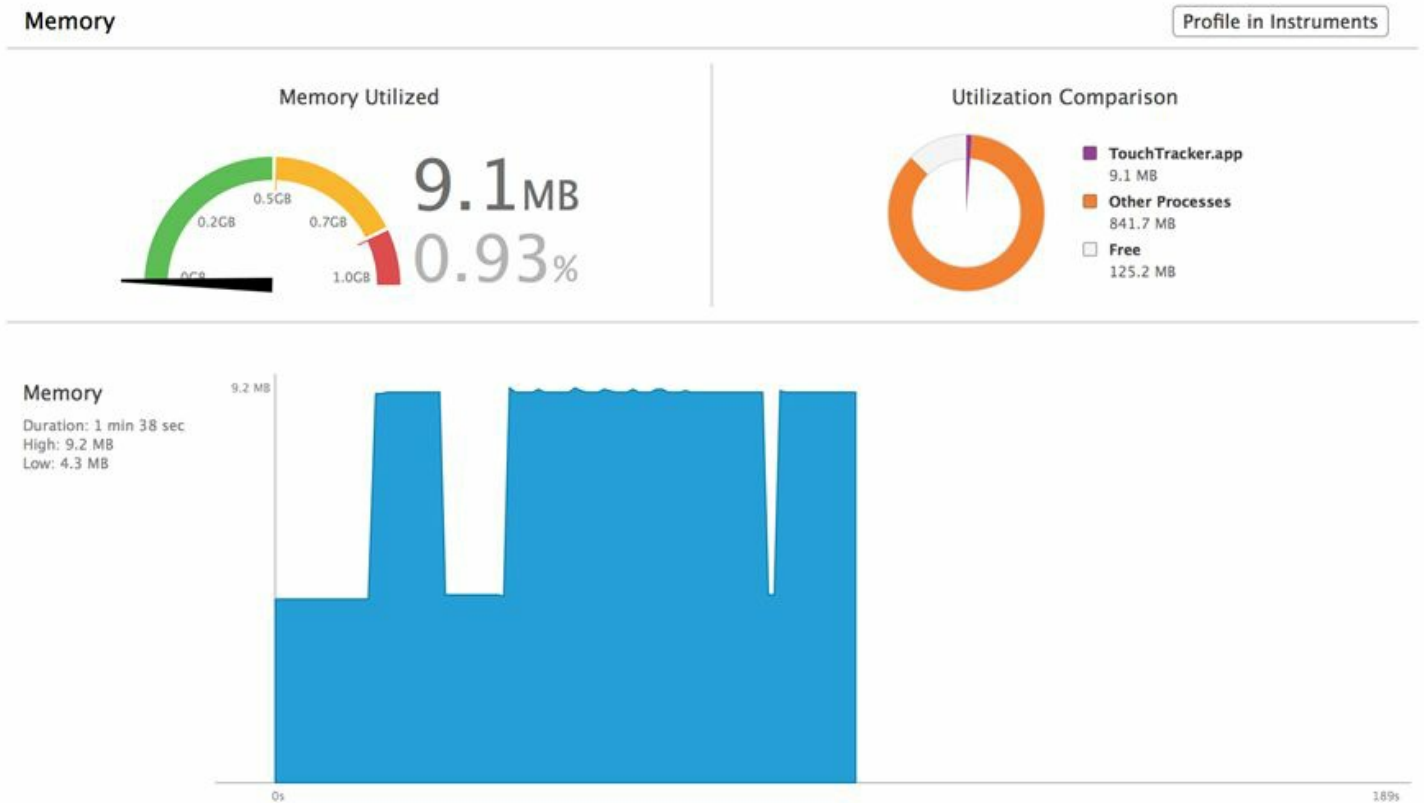 Memory
Profile in Instruments
Memory Utilized
0GB
0.2GB
0.5GB
0.7GB
1.0GB
9.1MB
0.93%
Utilization Comparison
TouchTracker.app
9.1 MB
Other Processes
841.7 MB
Free
125.2 MB
Memory
Duration: 1 min 38 sec
High: 9.2 MB
Low: 4.3 MB
9.2 MB
0s
189s